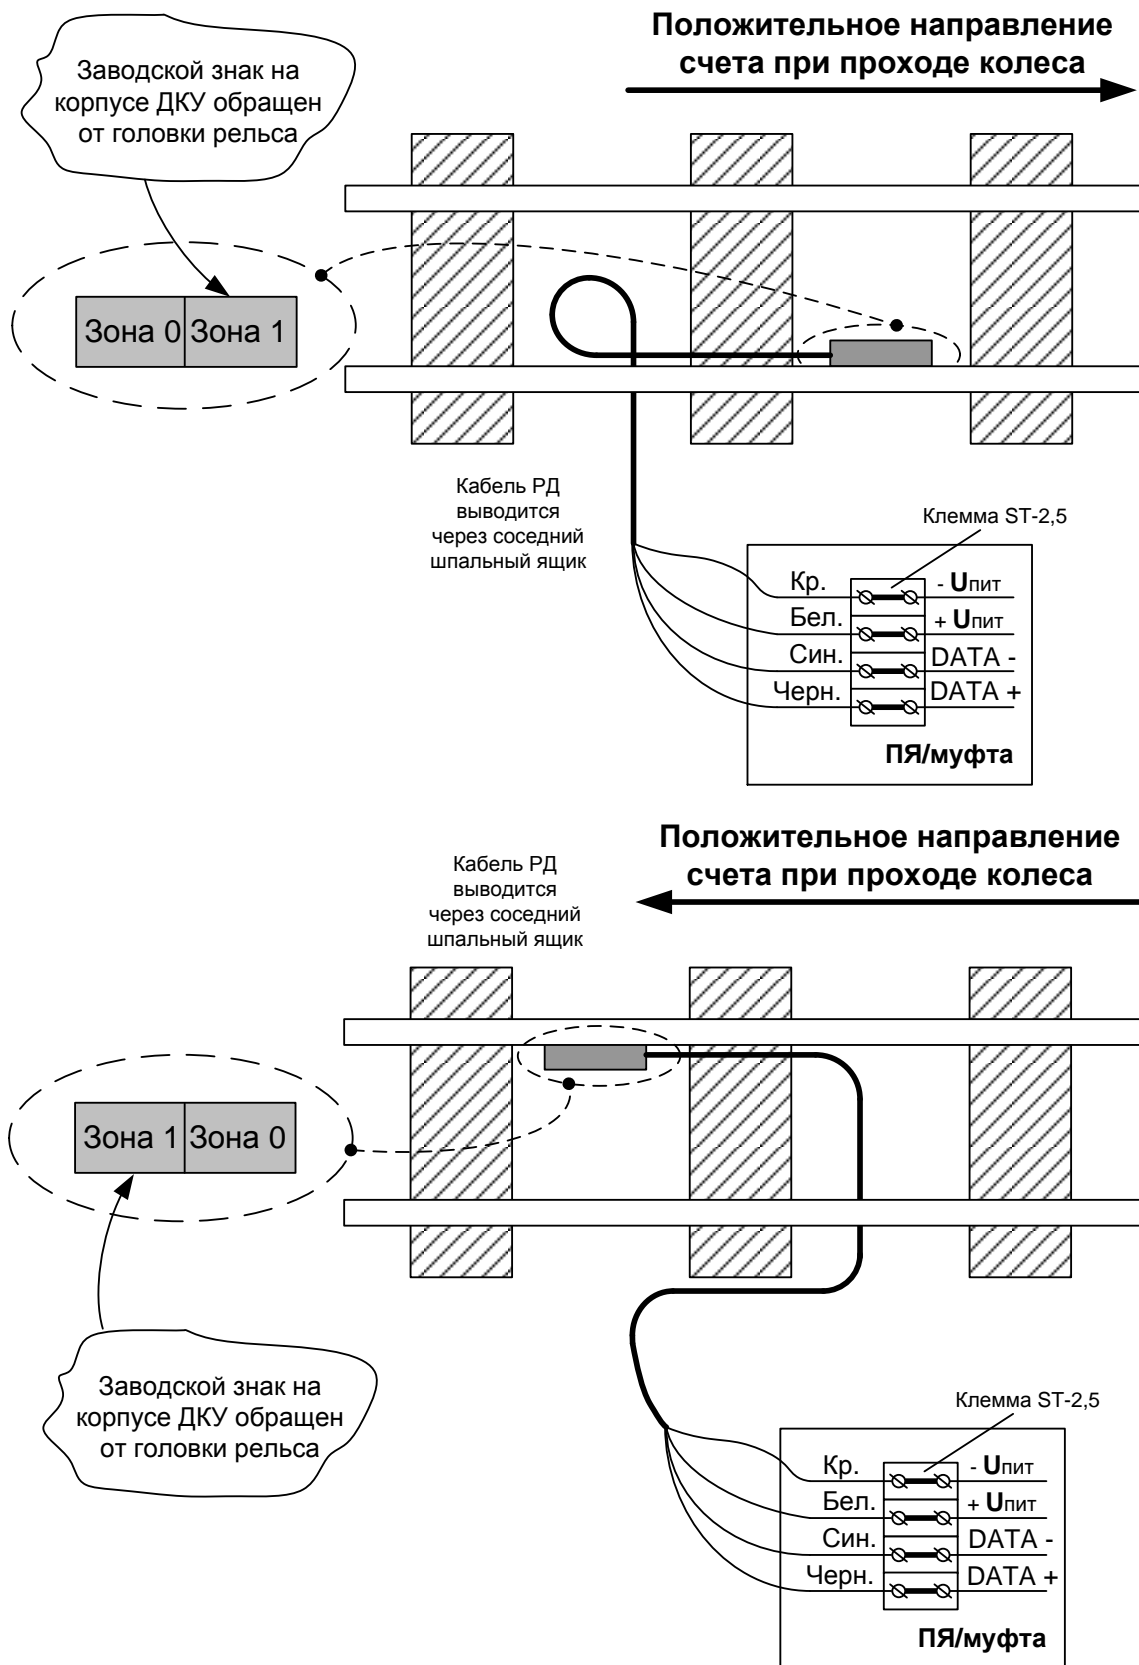 Положительное направление
счета при проходе колеса
Заводской знак на
корпусе ДКУ обращен
от головки рельса
Зона 0 Зона 1
Кабель РД
выводится
через соседний
шпальный ящик
Клемма ST-2,5
Кр. - Uпит
Бел. + Uпит
Син. DATA -
Черн. DATA +
ПЯ/муфта
Положительное направление
счета при проходе колеса
Кабель РД
выводится
через соседний
шпальный ящик
Зона 1 Зона 0
Заводской знак на
корпусе ДКУ обращен
от головки рельса
Клемма ST-2,5
Кр. - Uпит
Бел. + Uпит
Син. DATA -
Черн. DATA +
ПЯ/муфта